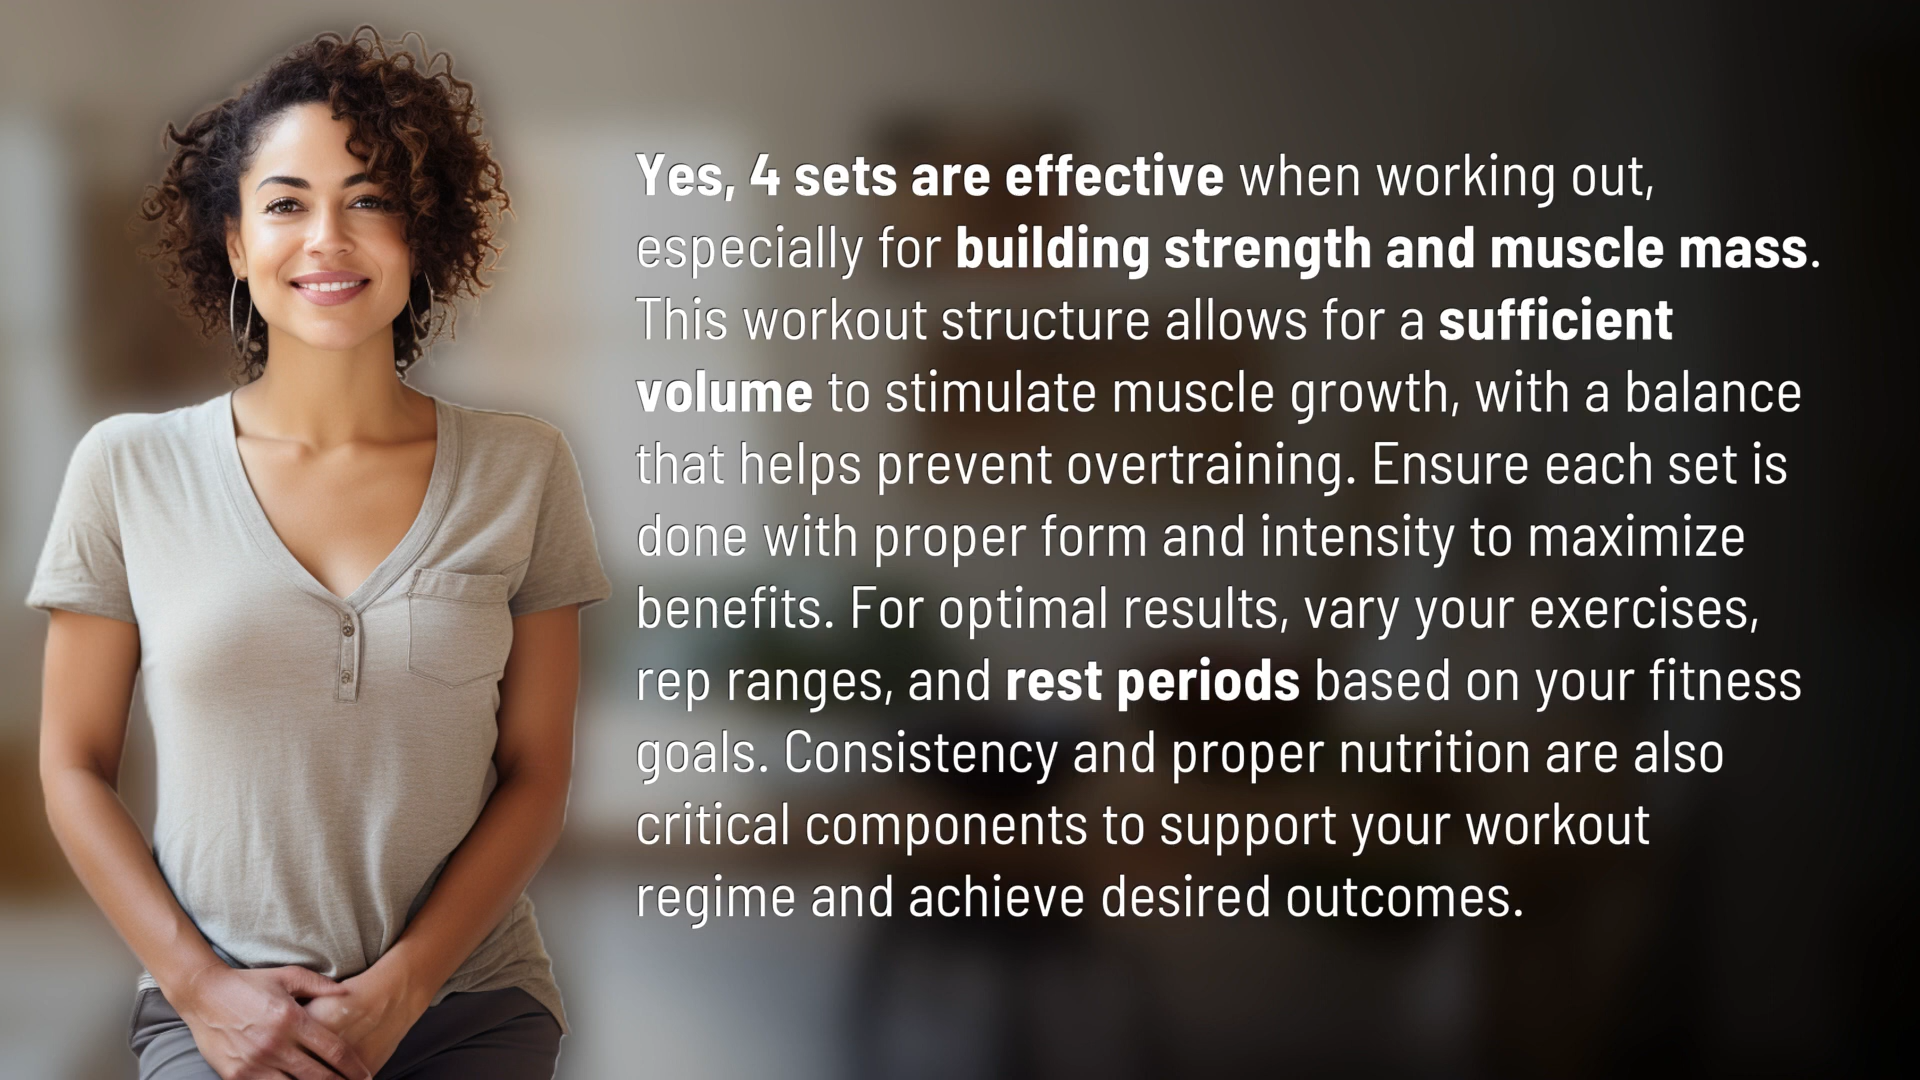 Yes, 4 sets are effective when working out,
especially for building strength and muscle mass.
This workout structure allows for a sufficient
volume to stimulate muscle growth, with a balance
that helps prevent overtraining. Ensure each set is
done with proper form and intensity to maximize
benefits. For optimal results, vary your exercises,
rep ranges, and rest periods based on your fitness
goals. Consistency and proper nutrition are also
critical components to support your workout
regime and achieve desired outcomes.